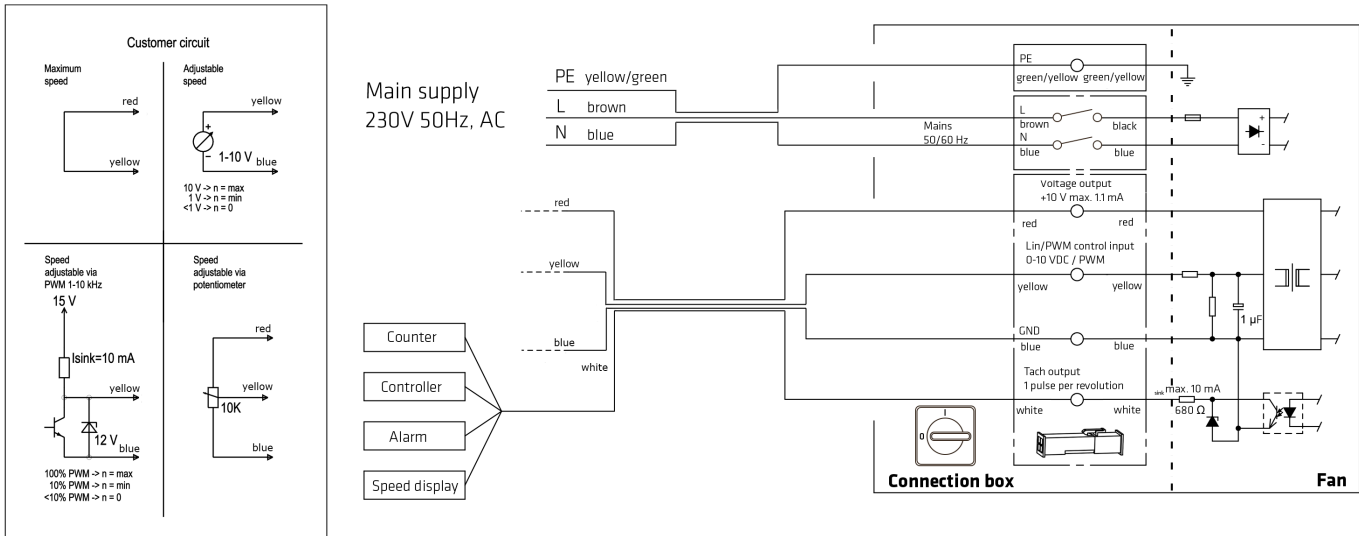 Customer circuit
Maximum
speed
red
yellow
Adjustable
speed
yellow
+
1-10 V
−
blue
10 V -> n = max
1 V -> n = min
<1 V -> n = 0
Speed
adjustable via
PWM 1-10 kHz
15 V
Isink=10 mA
yellow
12 V
blue
100% PWM -> n = max
10% PWM -> n = min
<10% PWM -> n = 0
Speed
adjustable via
potentiometer
red
yellow
10K
blue
Main supply
230V 50Hz, AC
PE yellow/green
L brown
N blue
red
yellow
blue
white
Counter
Controller
Alarm
Speed display
Mains
50/60 Hz
PE
green/yellow green/yellow
L
brown black
N
blue blue
+
-
Voltage output
+10 V max. 1.1 mA
red red
Lin/PWM control input
0-10 VDC / PWM
yellow yellow
1 µF
GND
blue blue
Tach output
1 pulse per revolution
white white
sink max. 10 mA
680 Ω
I
0
Connection box
Fan